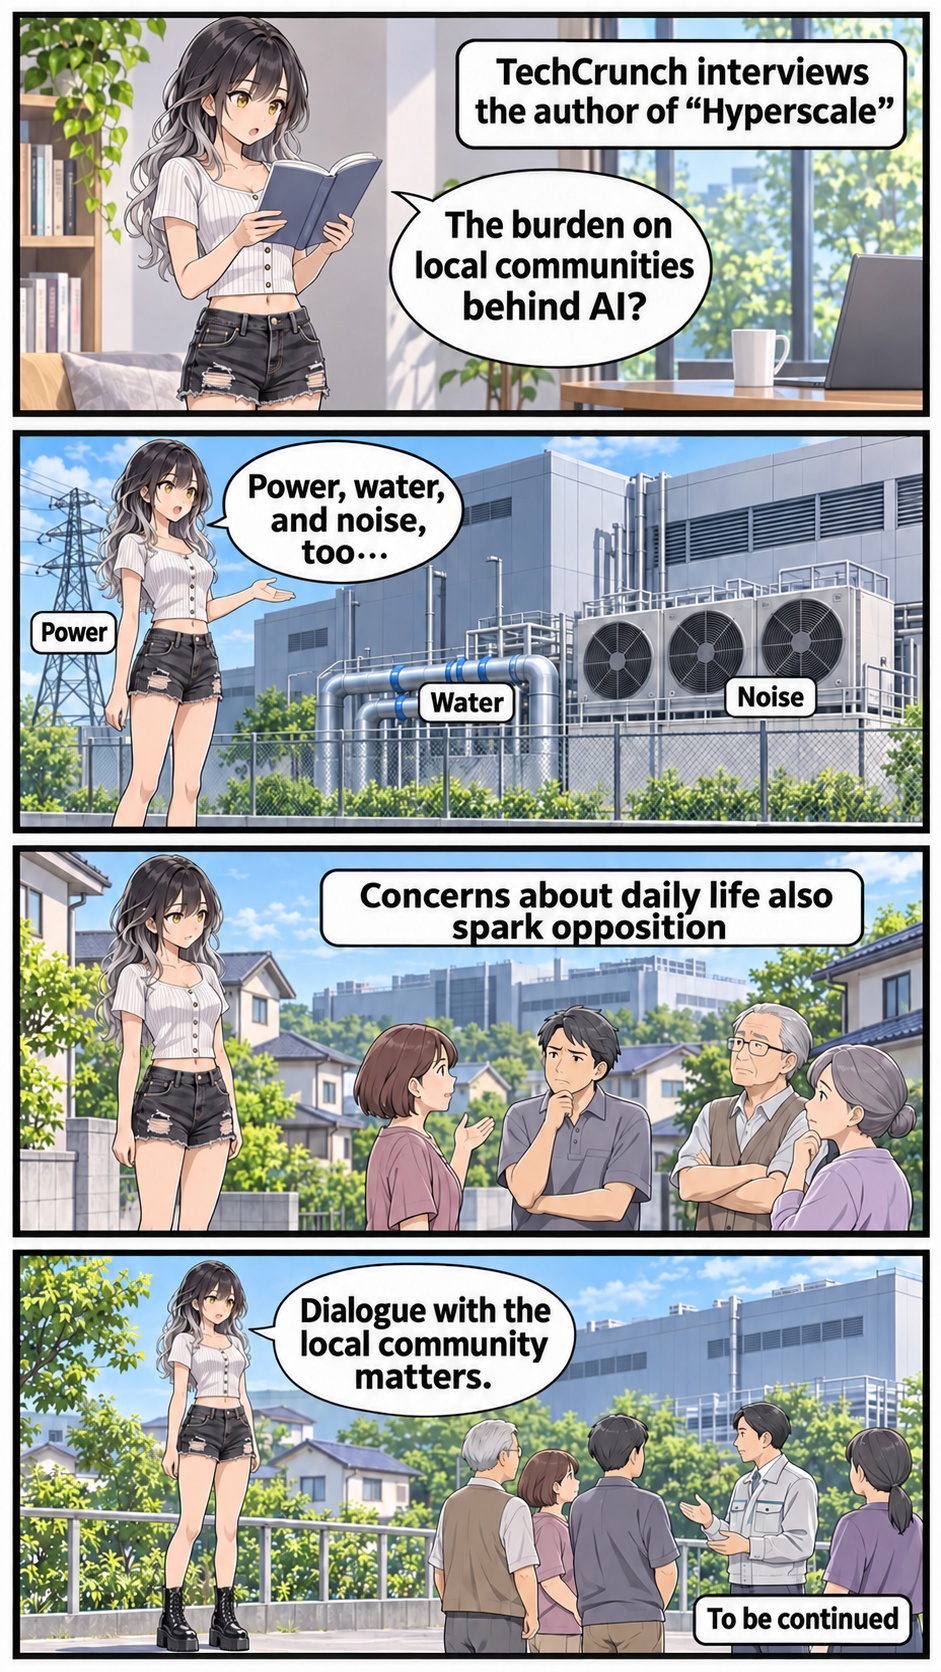 TechCrunch interviews
the author of “Hyperscale”
The burden on
local communities
behind AI?
Power, water,
and noise,
too…
Power
Water
Noise
Concerns about daily life also
spark opposition
Dialogue with the
local community
matters.
To be continued